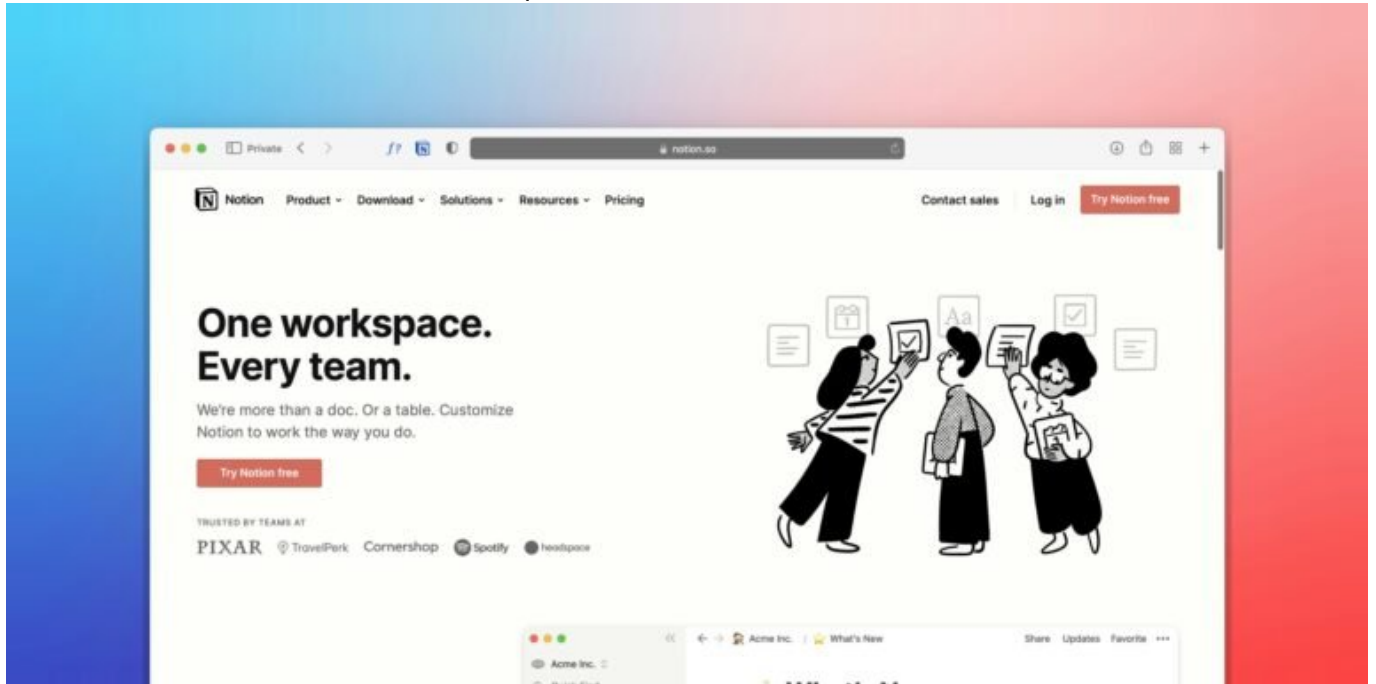 Private
notion.so
Notion Product Download Solutions Resources Pricing Contact sales Log in Try Notion free
One workspace.
Every team.
We're more than a doc. Or a table. Customize
Notion to work the way you do.
Try Notion free
TRUSTED BY TEAMS AT
PIXAR TravelPerk Cornershop Spotify headspace
Aa
1
Acme Inc. / What's New Share Updates Favorite
Acme Inc.